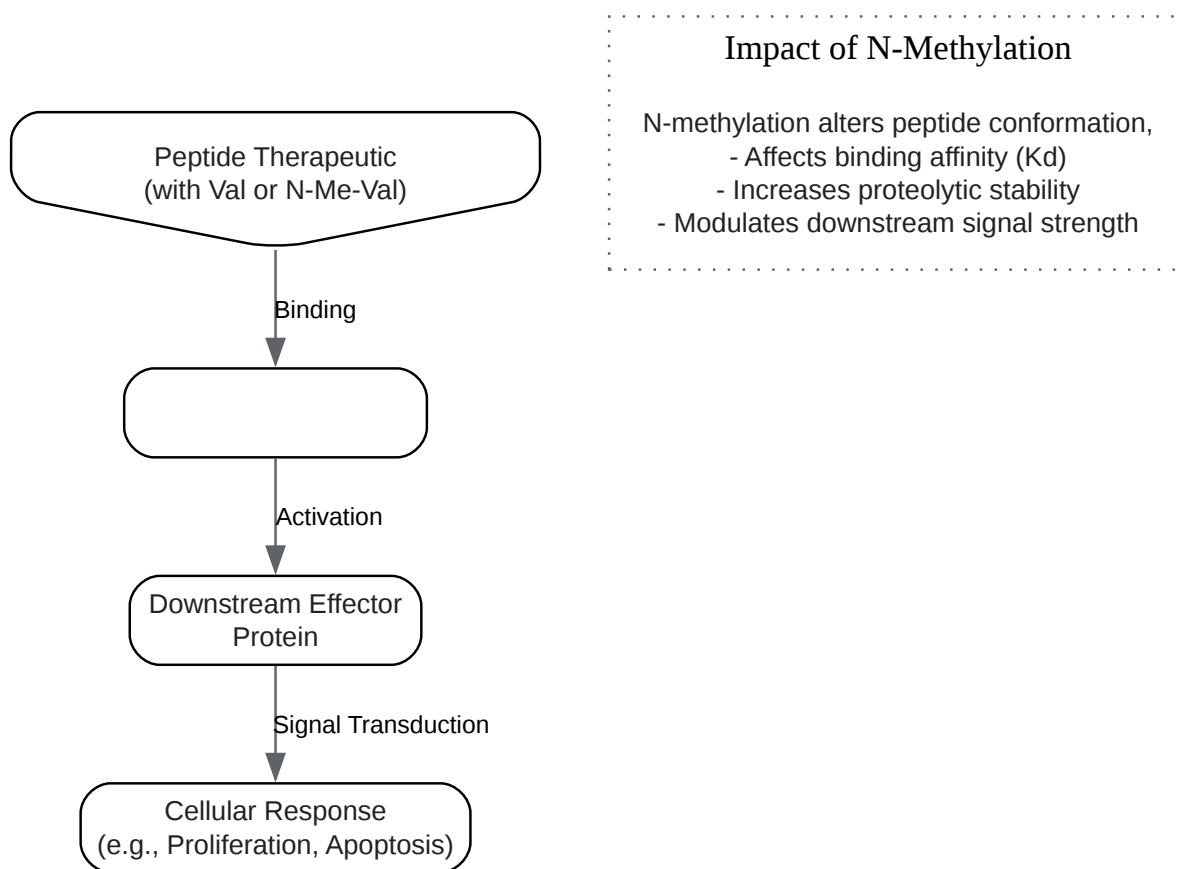 Impact of N-Methylation
N-methylation alters peptide conformation,
- Affects binding affinity (Kd)
- Increases proteolytic stability
- Modulates downstream signal strength
Peptide Therapeutic
(with Val or N-Me-Val)
Binding
Activation
Downstream Effector
Protein
Signal Transduction
Cellular Response
(e.g., Proliferation, Apoptosis)